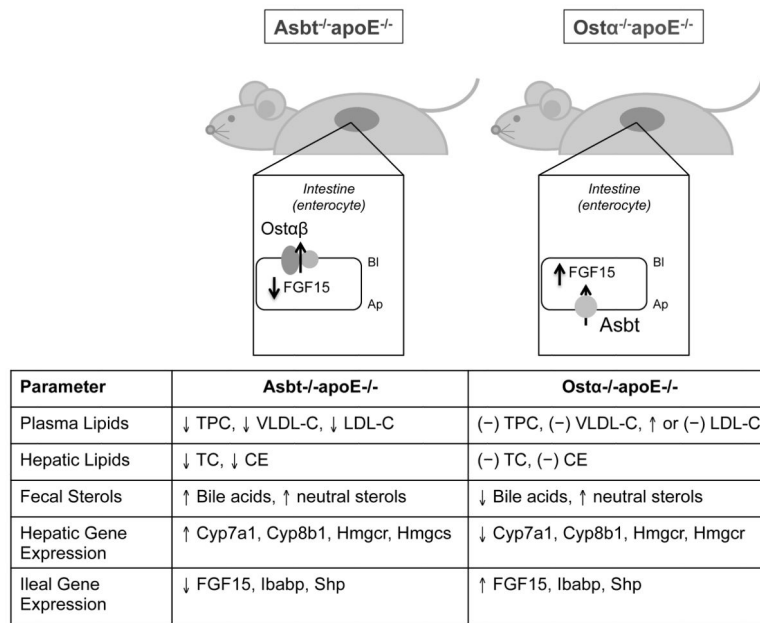 Asbt-/-apoE-/-
Ostα-/-apoE-/-
Intestine
(enterocyte)
Ostαβ
Bl
FGF15
Ap
Intestine
(enterocyte)
Bl
FGF15
Ap
Asbt
Parameter Asbt-/-apoE-/- Ostα-/-apoE-/-
Plasma Lipids ↓ TPC, ↓ VLDL-C, ↓ LDL-C (−) TPC, (−) VLDL-C, ↑ or (−) LDL-C
Hepatic Lipids ↓ TC, ↓ CE (−) TC, (−) CE
Fecal Sterols ↑ Bile acids, ↑ neutral sterols ↓ Bile acids, ↑ neutral sterols
Hepatic Gene ↑ Cyp7a1, Cyp8b1, Hmgcr, Hmgcs ↓ Cyp7a1, Cyp8b1, Hmgcr, Hmgcr
Expression
Ileal Gene ↓ FGF15, Ibabp, Shp ↑ FGF15, Ibabp, Shp
Expression